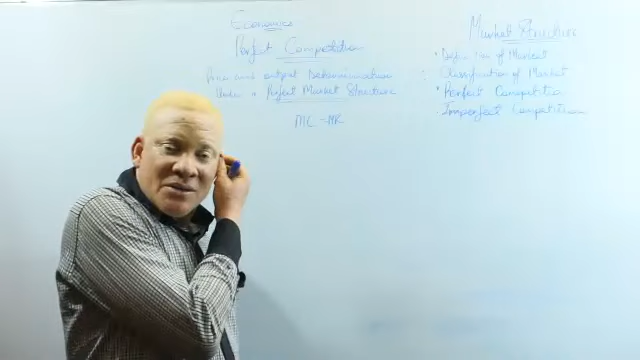 Economics
Perfect Competition
Price and output Determination
Under a Perfect Market Structure
MC = MR
Market Structure
Def of Market
Classification of Market
Perfect Competition
Imperfect Competition